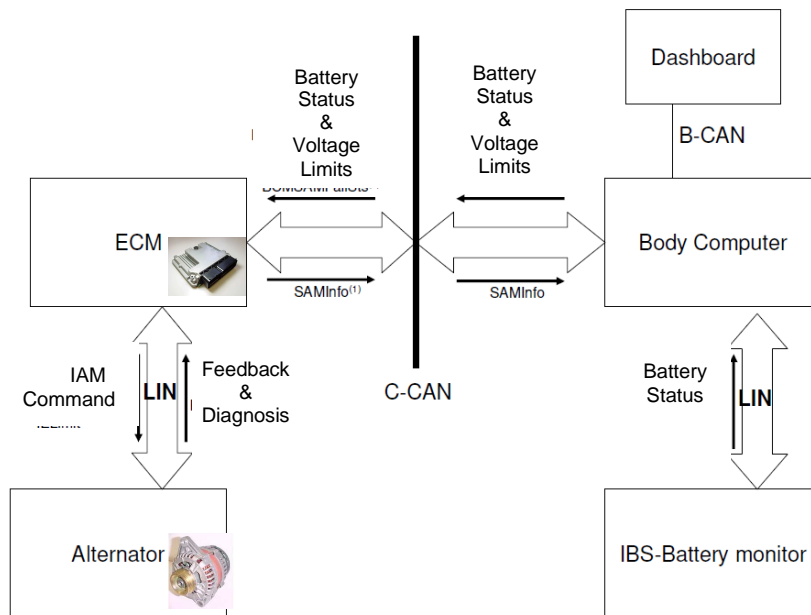 Dashboard
B-CAN
Battery
Status
&
Voltage
Limits
Battery
Status
&
Voltage
Limits
ECM
Body Computer
SAMInfo(1)
SAMInfo
C-CAN
IAM
Command
LIN
Feedback
&
Diagnosis
Battery
Status
LIN
Alternator
IBS-Battery monitor